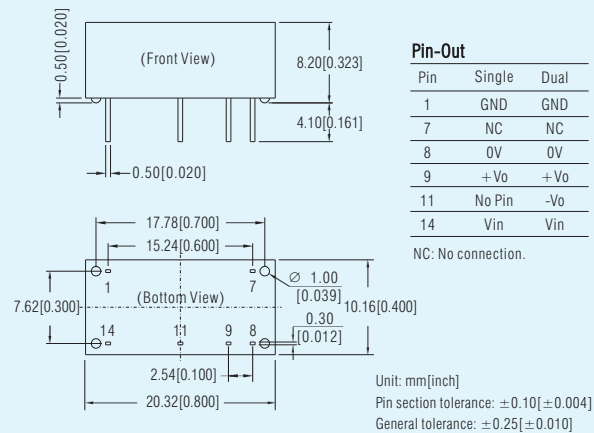 0.50[0.020]
(Front View)
8.20[0.323]
4.10[0.161]
0.50[0.020]
17.78[0.700]
15.24[0.600]
1
7
7.62[0.300]
(Bottom View)
Ø 1.00
[0.039]
10.16[0.400]
0.30
[0.012]
14
11
9
8
2.54[0.100]
20.32[0.800]
Pin-Out
Pin Single Dual
1 GND GND
7 NC NC
8 0V 0V
9 +Vo +Vo
11 No Pin -Vo
14 Vin Vin
NC: No connection.
Unit: mm[inch]
Pin section tolerance: ±0.10[±0.004]
General tolerance: ±0.25[±0.010]